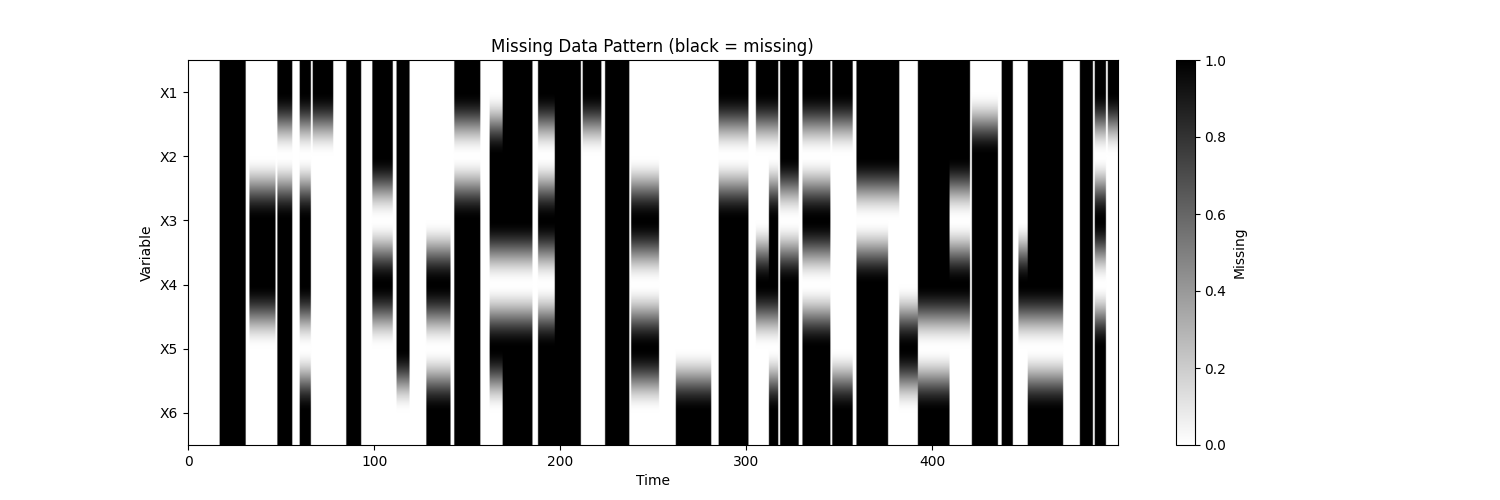 Missing Data Pattern (black = missing)
X1
X2
X3
X4
X5
X6
Variable
0 100 200 300 400
Time
1.0
0.8
0.6
0.4
0.2
0.0
Missing